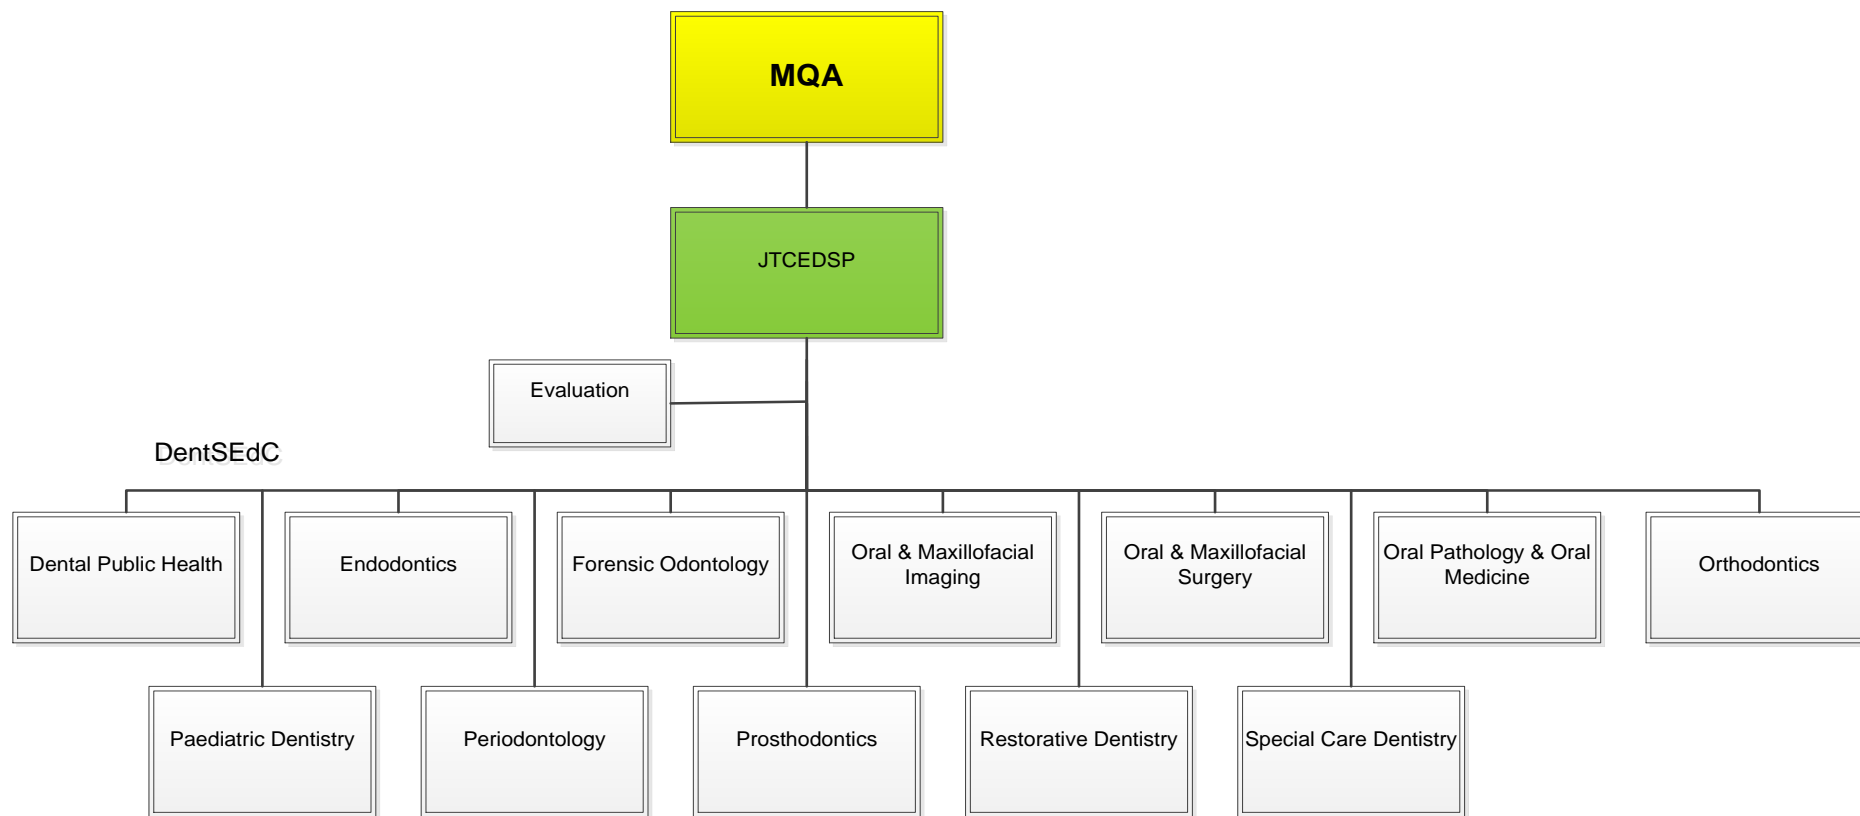 MQA
JTCEDSP
Evaluation
DentSEdC
Dental Public Health
Endodontics
Forensic Odontology
Oral & Maxillofacial
Imaging
Oral & Maxillofacial
Surgery
Oral Pathology & Oral
Medicine
Orthodontics
Paediatric Dentistry
Periodontology
Prosthodontics
Restorative Dentistry
Special Care Dentistry